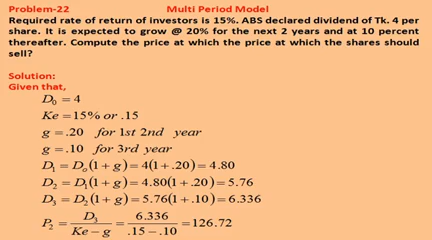 Problem-22 Multi Period Model
Required rate of return of investors is 15%. ABS declared dividend of Tk. 4 per
share. It is expected to grow @ 20% for the next 2 years and at 10 percent
thereafter. Compute the price at which the price at which the shares should
sell?
Solution:
Given that,
D₀ = 4
Ke = 15% or .15
g = .20 for 1st 2nd year
g = .10 for 3rd year
D₁ = D₀(1 + g) = 4(1 + .20) = 4.80
D₂ = D₁(1 + g) = 4.80(1 + .20) = 5.76
D₃ = D₂(1 + g) = 5.76(1 + .10) = 6.336
P₂ = D₃ / (Ke − g) = 6.336 / (.15 − .10) = 126.72